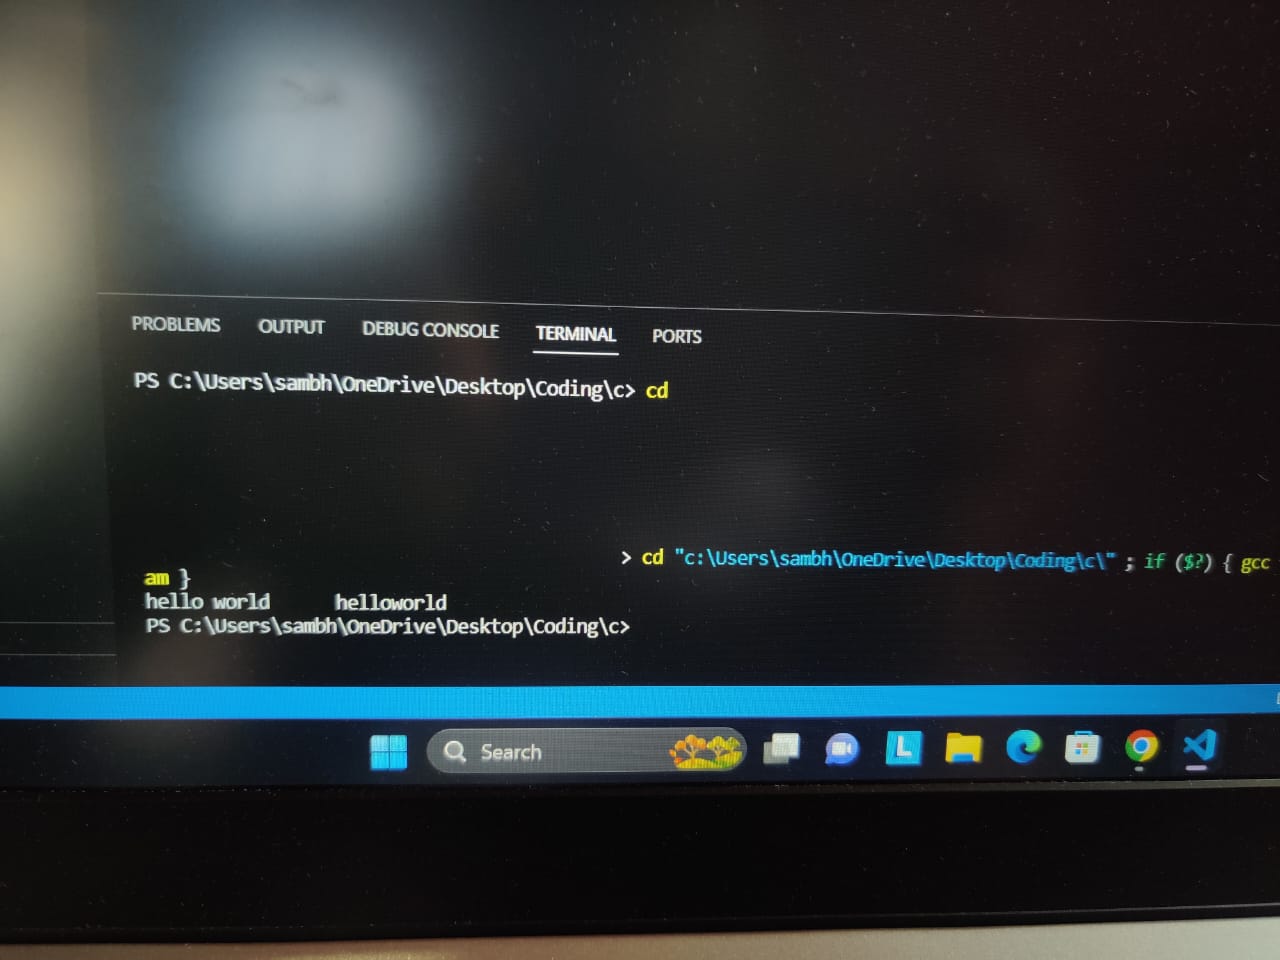 PROBLEMS OUTPUT DEBUG CONSOLE TERMINAL PORTS
PS C:\Users\sambh\OneDrive\Desktop\Coding\c> cd
> cd "c:\Users\sambh\OneDrive\Desktop\Coding\c\" ; if ($?) { gcc
am }
hello world helloworld
PS C:\Users\sambh\OneDrive\Desktop\Coding\c>
Search
L